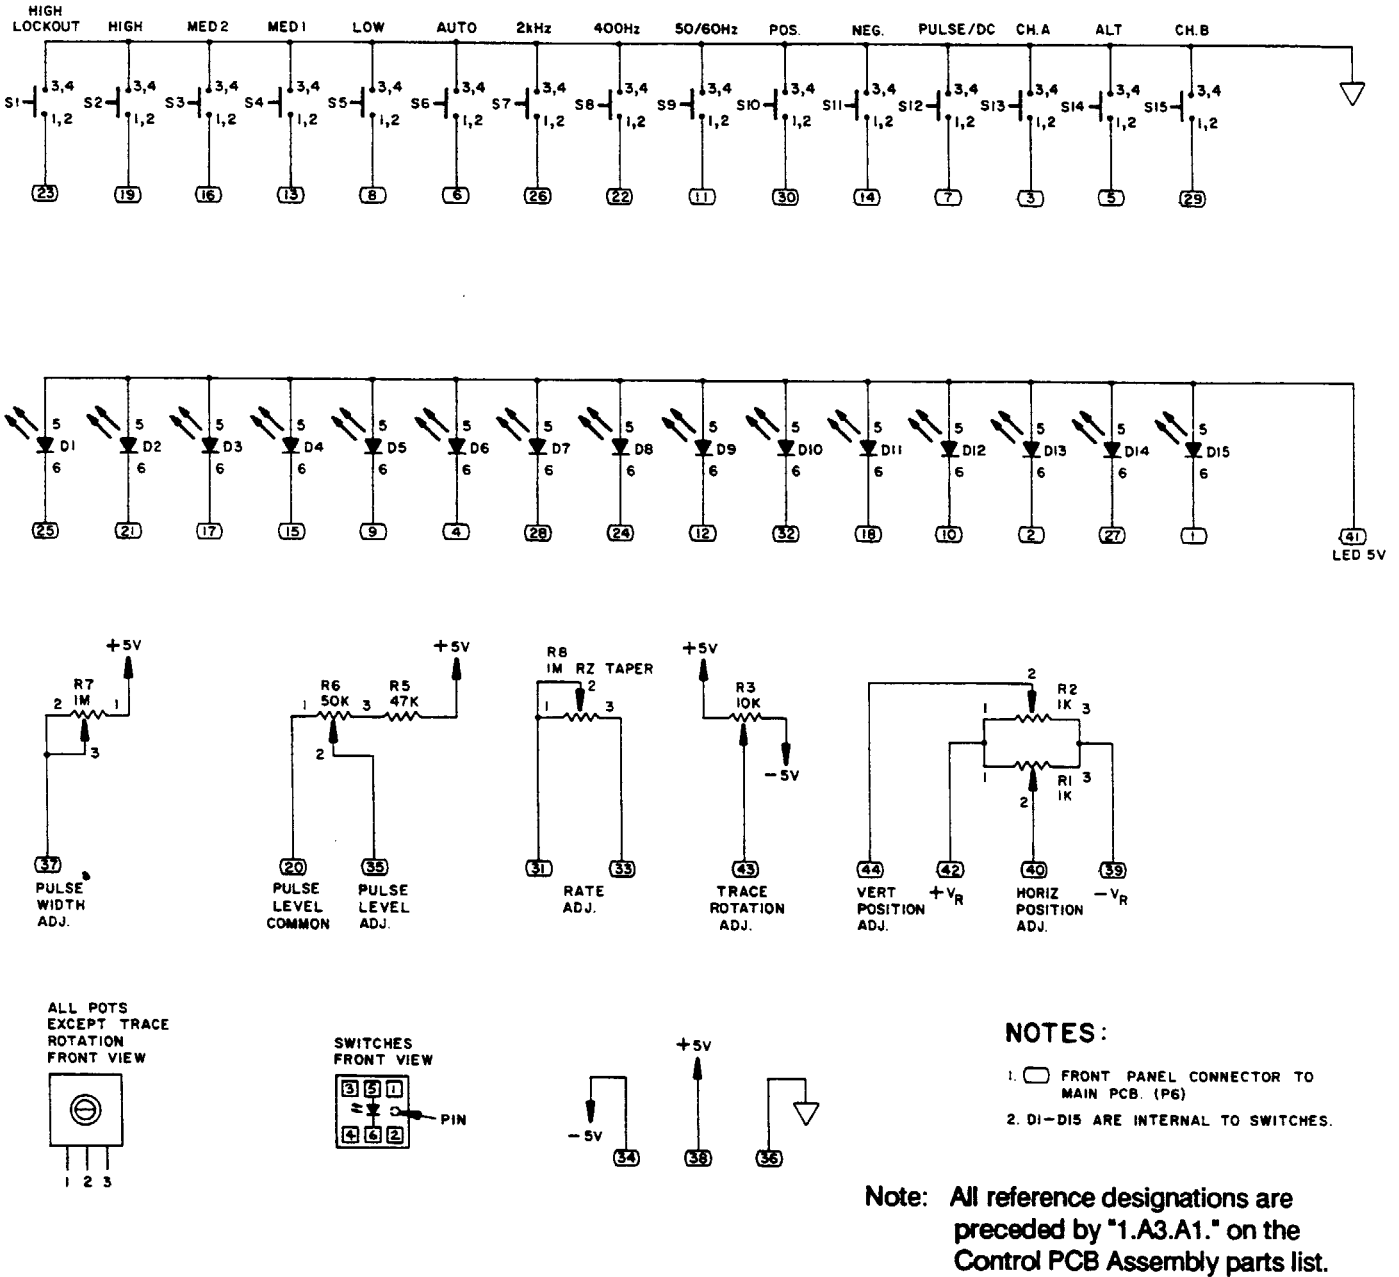 HIGH
LOCKOUT HIGH MED 2 MED 1 LOW AUTO 2kHz 400Hz 50/60Hz POS. NEG. PULSE/DC CH.A ALT CH.B
3,4 3,4 3,4 3,4 3,4 3,4 3,4 3,4 3,4 3,4 3,4 3,4 3,4 3,4 3,4
S1 S2 S3 S4 S5 S6 S7 S8 S9 S10 S11 S12 S13 S14 S15
1,2 1,2 1,2 1,2 1,2 1,2 1,2 1,2 1,2 1,2 1,2 1,2 1,2 1,2 1,2
23 19 16 13 8 6 26 22 11 30 14 7 3 5 29
5 5 5 5 5 5 5 5 5 5 5 5 5 5 5
D1 D2 D3 D4 D5 D6 D7 D8 D9 D10 D11 D12 D13 D14 D15
6 6 6 6 6 6 6 6 6 6 6 6 6 6 6
25 21 17 15 9 4 28 24 12 32 18 10 2 27 1 41
LED 5V
+5V
R7
1M
2 1
3
37
PULSE
WIDTH
ADJ.
+5V
R6 R5
50K 47K
1 3
2
20 35
PULSE
LEVEL
COMMON
PULSE
LEVEL
ADJ.
R8
1M RZ TAPER
2
1 3
31 33
RATE
ADJ.
+5V
R3
10K
-5V
43
TRACE
ROTATION
ADJ.
2
R2
1K
1 3
1 3
R1
1K
2
44 42 40 39
VERT
POSITION
ADJ.
+VR
HORIZ
POSITION
ADJ.
-VR
ALL POTS
EXCEPT TRACE
ROTATION
FRONT VIEW
1 2 3
SWITCHES
FRONT VIEW
3 5 1
PIN
4 6 2
-5V
34
+5V
38
36
NOTES:
1. FRONT PANEL CONNECTOR TO
MAIN PCB. (P6)
2. D1-D15 ARE INTERNAL TO SWITCHES.
Note: All reference designations are
preceded by "1.A3.A1." on the
Control PCB Assembly parts list.